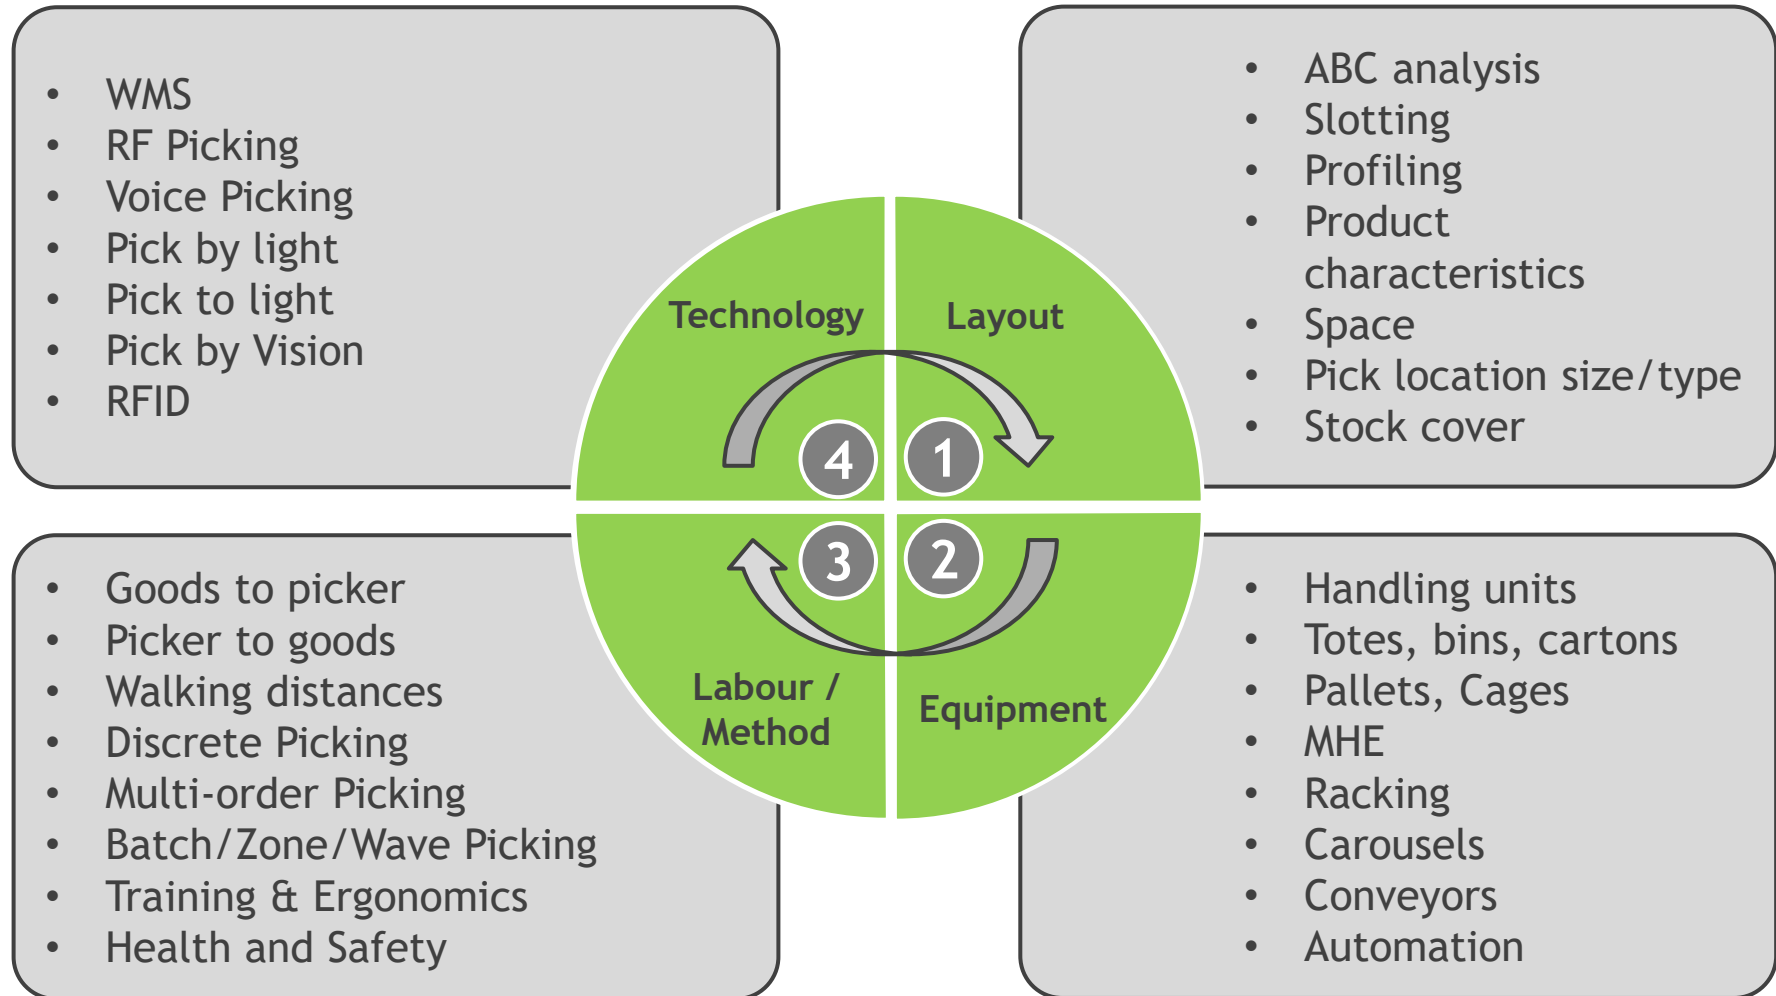 • WMS
• RF Picking
• Voice Picking
• Pick by light
• Pick to light
• Pick by Vision
• RFID
• ABC analysis
• Slotting
• Profiling
• Product
characteristics
• Space
• Pick location size/type
• Stock cover
Technology
Layout
4
1
3
2
Labour /
Method
Equipment
• Goods to picker
• Picker to goods
• Walking distances
• Discrete Picking
• Multi-order Picking
• Batch/Zone/Wave Picking
• Training & Ergonomics
• Health and Safety
• Handling units
• Totes, bins, cartons
• Pallets, Cages
• MHE
• Racking
• Carousels
• Conveyors
• Automation